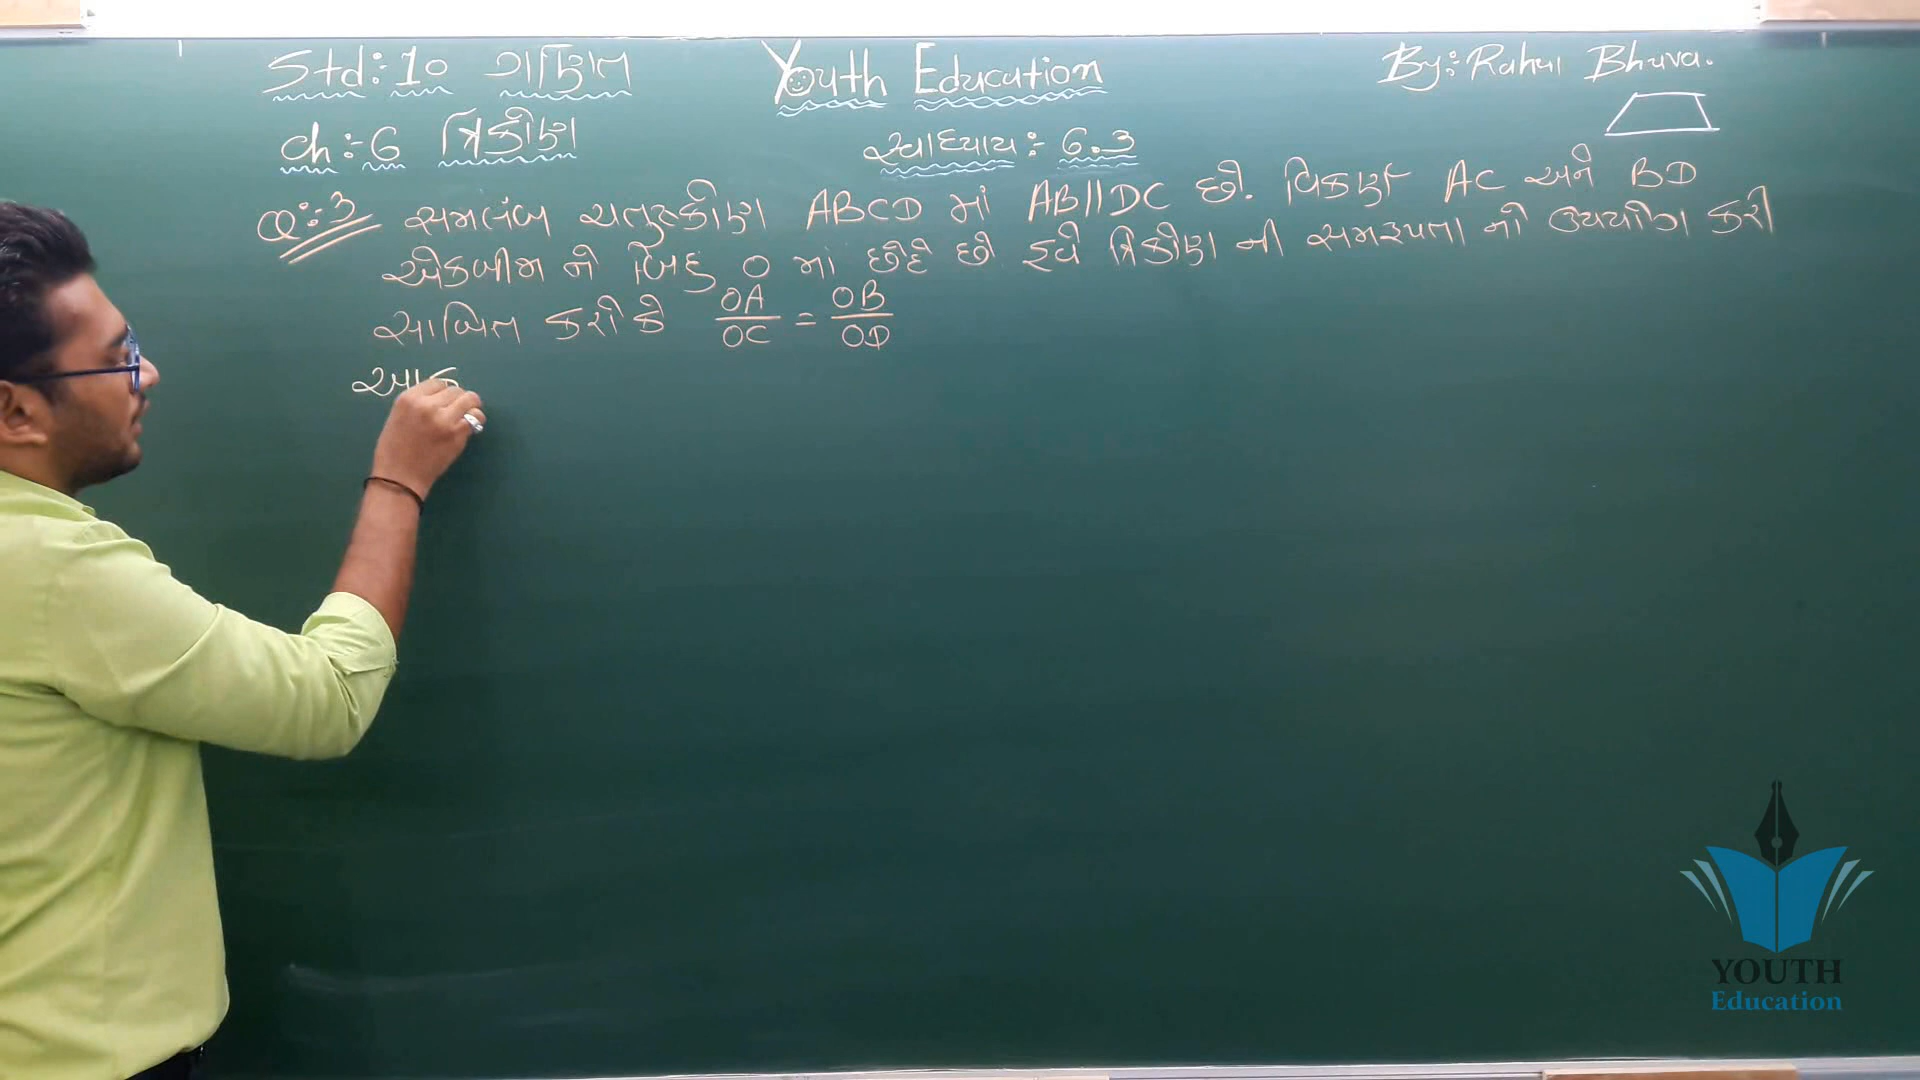 Std:- 10 ગણિત Youth Education By:- Rahul Bhuva.
ch:- 6 ત્રિકોણ સ્વાધ્યાય:- 6.3
Q:-3 સમલંબ ચતુષ્કોણ ABCD માં AB||DC છે. વિકર્ણ AC અને BD
એકબીજા ને બિંદુ O માં છેદે છે હવે ત્રિકોણ ની સમરૂપતા નો ઉપયોગ કરી
સાબિત કરો કે OA/OC = OB/OD
YOUTH
Education